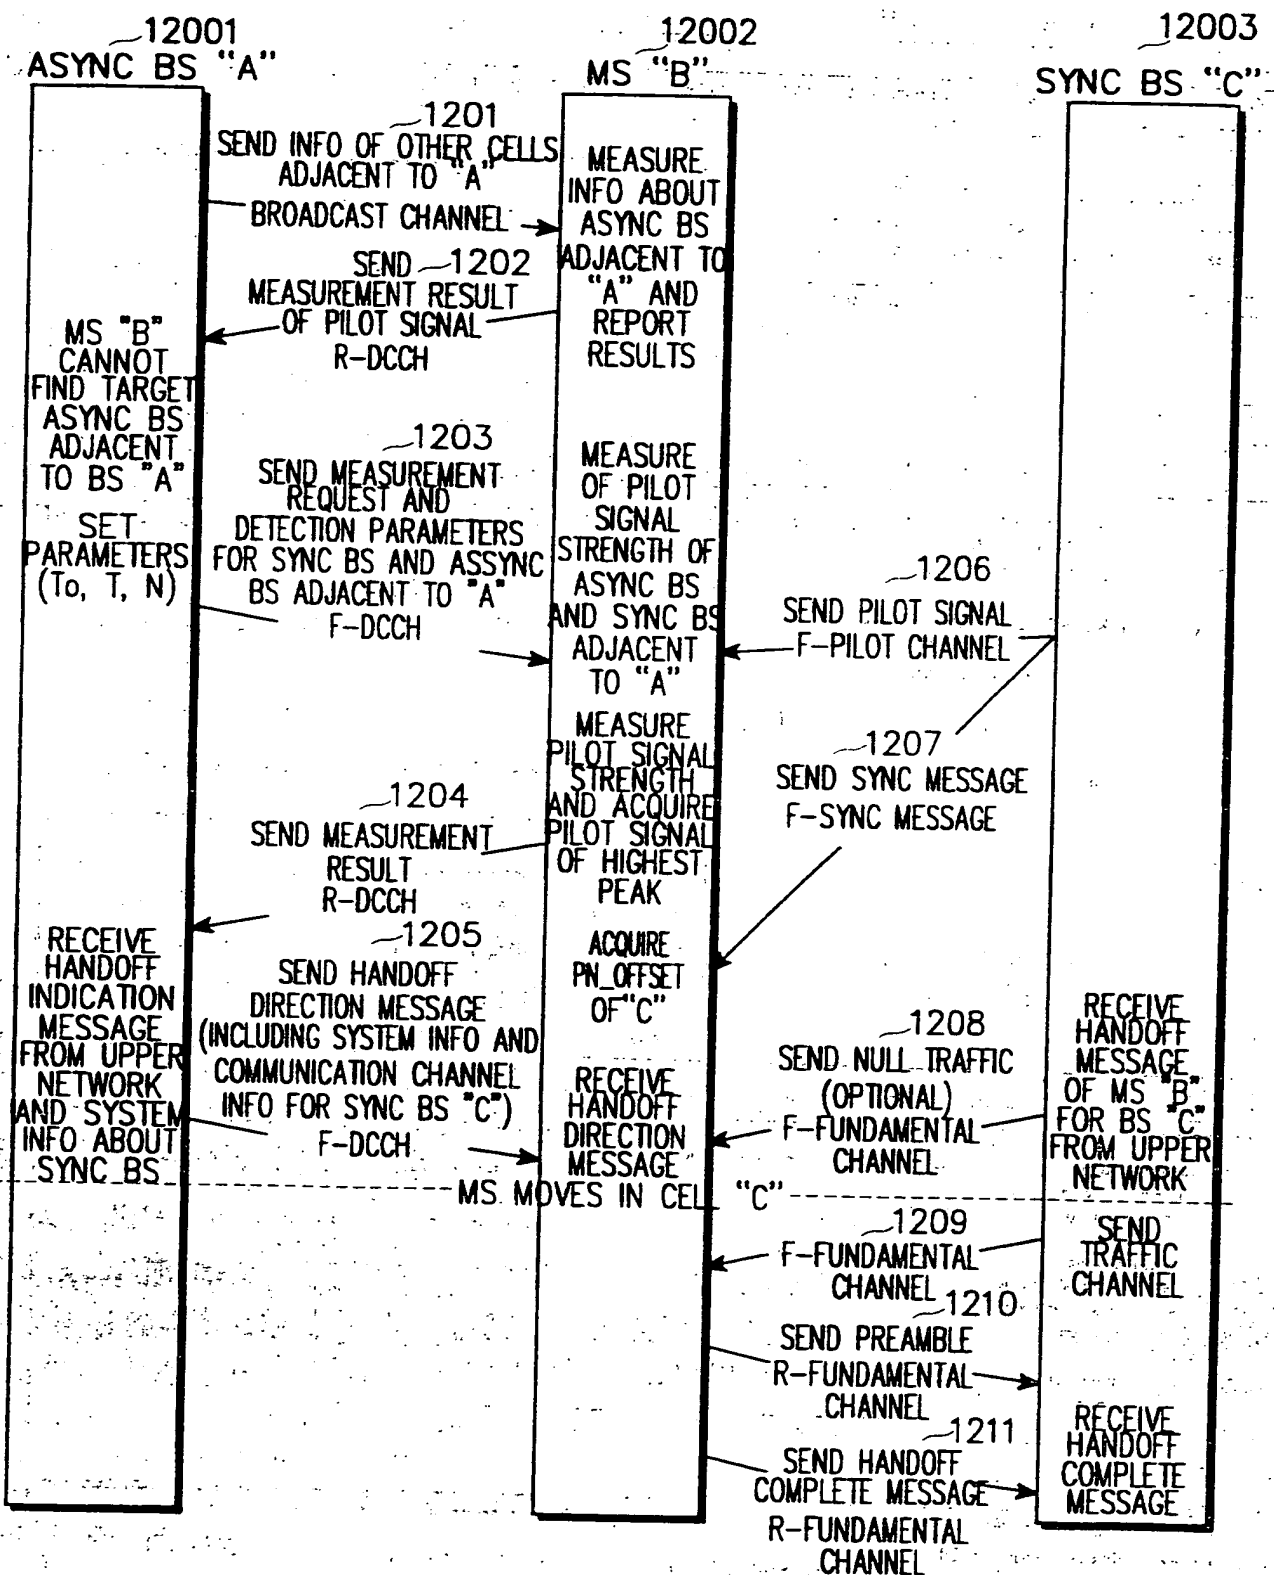 12001
ASYNC BS "A"
12002
MS "B"
12003
SYNC BS "C"
1201
SEND INFO OF OTHER CELLS
ADJACENT TO "A"
BROADCAST CHANNEL
MEASURE
INFO ABOUT
ASYNC BS
ADJACENT TO
"A" AND
REPORT
RESULTS
SEND 1202
MEASUREMENT RESULT
OF PILOT SIGNAL
R-DCCH
MS "B"
CANNOT
FIND TARGET
ASYNC BS
ADJACENT
TO BS "A"
SET
PARAMETERS
(To, T, N)
1203
SEND MEASUREMENT
REQUEST AND
DETECTION PARAMETERS
FOR SYNC BS AND ASSYNC
BS ADJACENT TO "A"
F-DCCH
MEASURE
OF PILOT
SIGNAL
STRENGTH OF
ASYNC BS
AND SYNC BS
ADJACENT
TO "A"
1206
SEND PILOT SIGNAL
F-PILOT CHANNEL
MEASURE
PILOT SIGNAL
STRENGTH
AND ACQUIRE
PILOT SIGNAL
OF HIGHEST
PEAK
1207
SEND SYNC MESSAGE
F-SYNC MESSAGE
1204
SEND MEASUREMENT
RESULT
R-DCCH
RECEIVE
HANDOFF
INDICATION
MESSAGE
FROM UPPER
NETWORK
AND SYSTEM
INFO ABOUT
SYNC BS
1205
SEND HANDOFF
DIRECTION MESSAGE
(INCLUDING SYSTEM INFO AND
COMMUNICATION CHANNEL
INFO FOR SYNC BS "C")
F-DCCH
ACQUIRE
PN_OFFSET
OF"C"
RECEIVE
HANDOFF
DIRECTION
MESSAGE
1208
SEND NULL TRAFFIC
(OPTIONAL)
F-FUNDAMENTAL
CHANNEL
RECEIVE
HANDOFF
MESSAGE
OF MS "B"
FOR BS "C"
FROM UPPER
NETWORK
MS MOVES IN CELL "C"
1209
F-FUNDAMENTAL
CHANNEL
SEND
TRAFFIC
CHANNEL
1210
SEND PREAMBLE
R-FUNDAMENTAL
CHANNEL
1211
SEND HANDOFF
COMPLETE MESSAGE
R-FUNDAMENTAL
CHANNEL
RECEIVE
HANDOFF
COMPLETE
MESSAGE